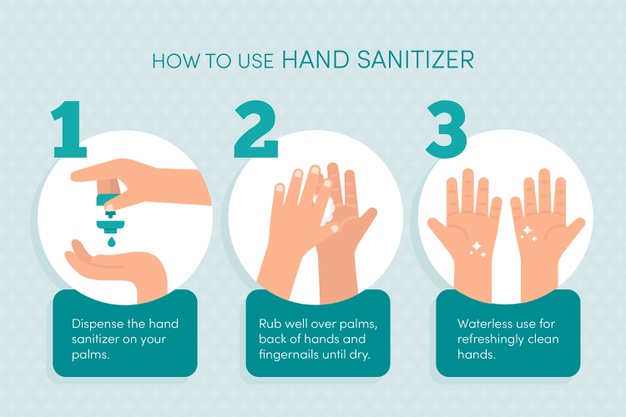 HOW TO USE HAND SANITIZER
1
2
3
Dispense the hand
sanitizer on your
palms.
Rub well over palms,
back of hands and
fingernails until dry.
Waterless use for
refreshingly clean
hands.